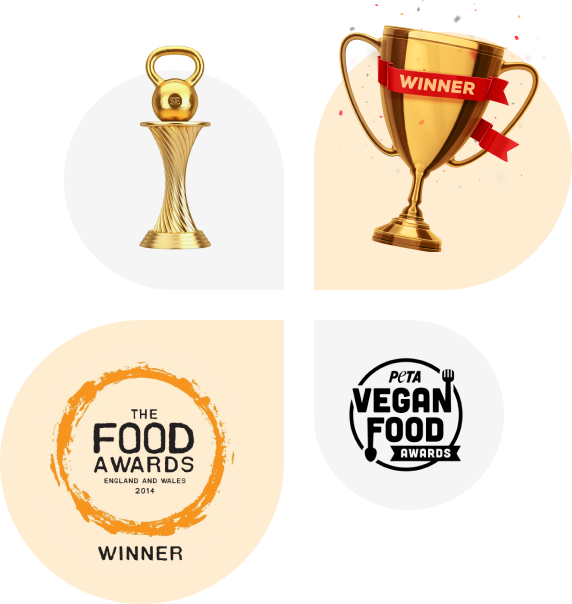 WINNER
THE
FOOD
AWARDS
ENGLAND AND WALES
2014
WINNER
PeTA
VEGAN
FOOD
AWARDS